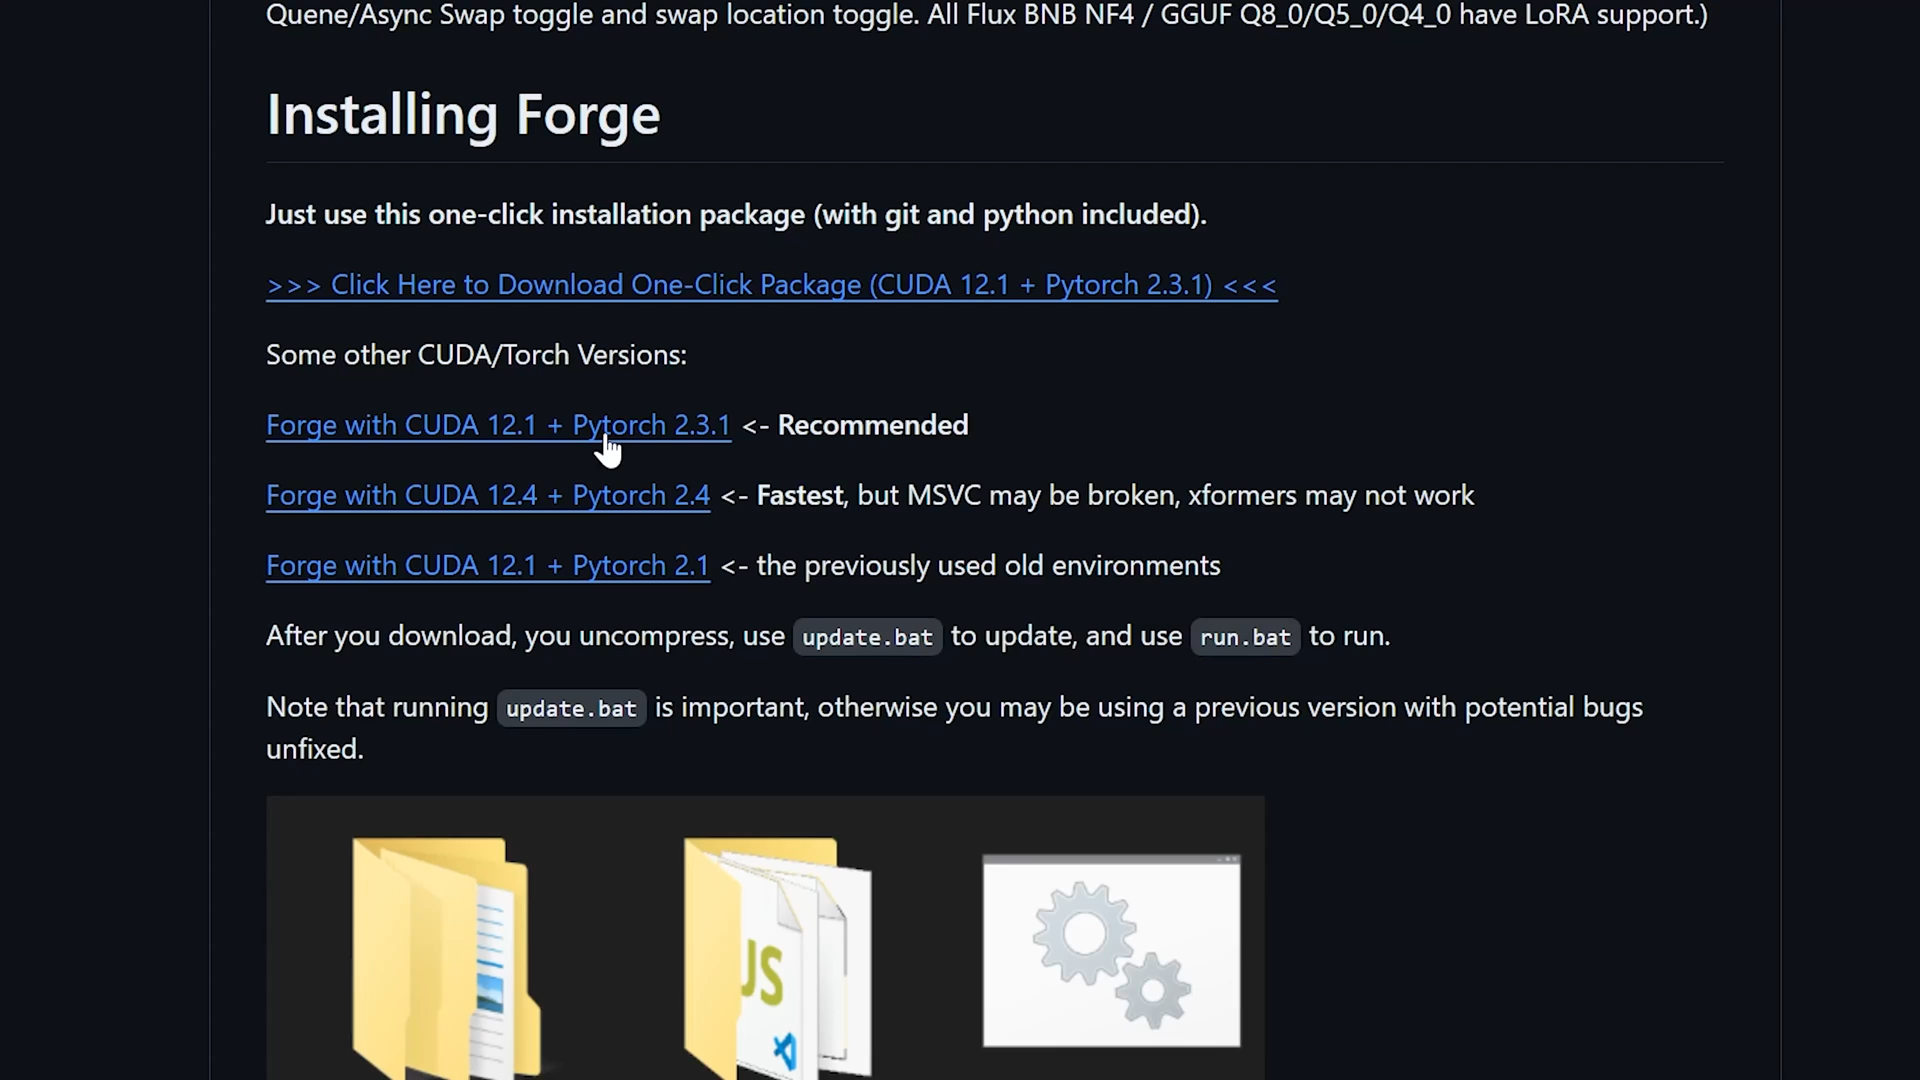 Quene/Async Swap toggle and swap location toggle. All Flux BNB NF4 / GGUF Q8_0/Q5_0/Q4_0 have LoRA support.)
Installing Forge
Just use this one-click installation package (with git and python included).
>>> Click Here to Download One-Click Package (CUDA 12.1 + Pytorch 2.3.1) <<<
Some other CUDA/Torch Versions:
Forge with CUDA 12.1 + Pytorch 2.3.1 <- Recommended
Forge with CUDA 12.4 + Pytorch 2.4 <- Fastest, but MSVC may be broken, xformers may not work
Forge with CUDA 12.1 + Pytorch 2.1 <- the previously used old environments
After you download, you uncompress, use update.bat to update, and use run.bat to run.
Note that running update.bat is important, otherwise you may be using a previous version with potential bugs
unfixed.
JS